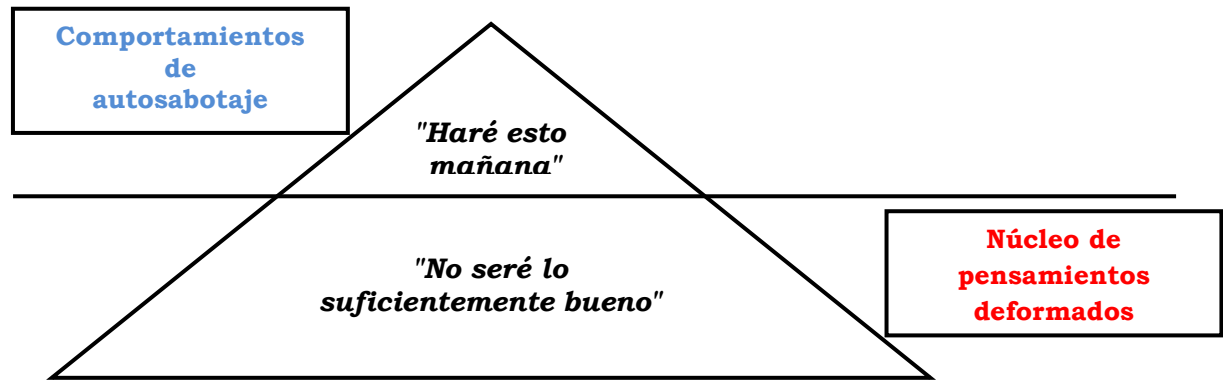 Comportamientos
de
autosabotaje
"Haré esto
mañana"
"No seré lo
suficientemente bueno"
Núcleo de
pensamientos
deformados